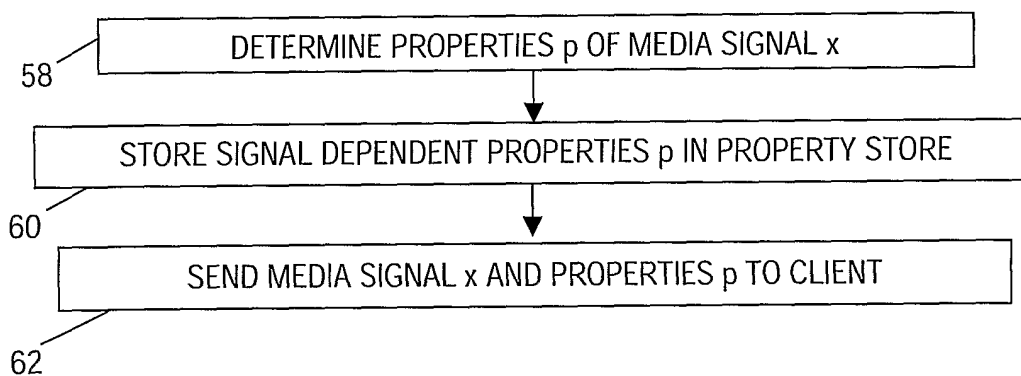 DETERMINE PROPERTIES p OF MEDIA SIGNAL x
58
STORE SIGNAL DEPENDENT PROPERTIES p IN PROPERTY STORE
60
SEND MEDIA SIGNAL x AND PROPERTIES p TO CLIENT
62